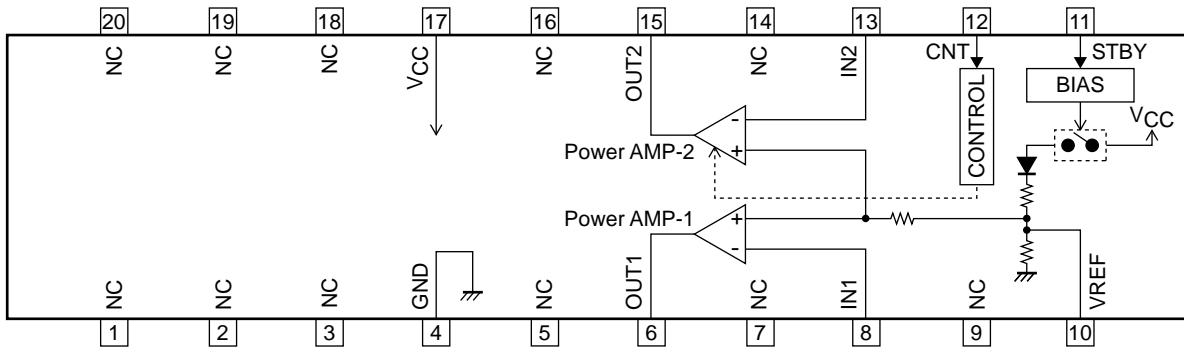 20 19 18 17 16 15 14 13 12 11
NC NC NC VCC NC OUT2 NC IN2 CNT STBY
BIAS
VCC
CONTROL
-
+
Power AMP-2
Power AMP-1
+
-
NC NC NC GND NC OUT1 NC IN1 NC VREF
1 2 3 4 5 6 7 8 9 10